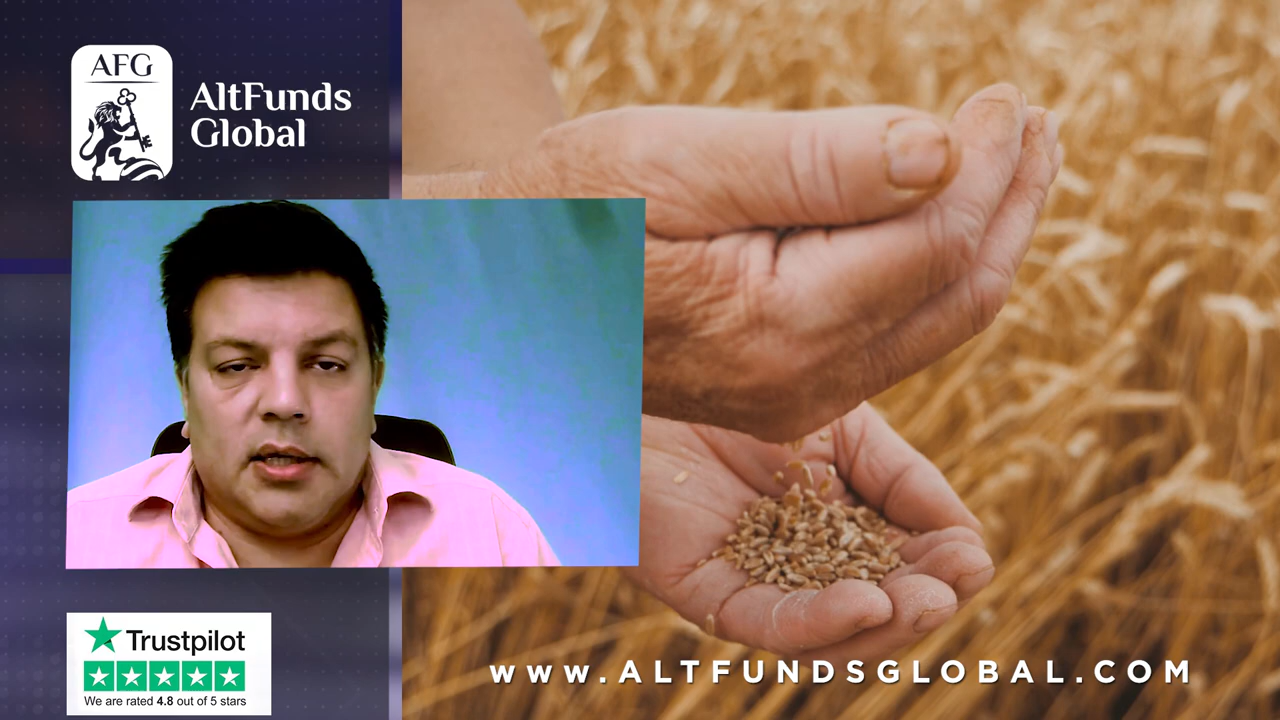 AFG
AltFunds
Global
Trustpilot
We are rated 4.8 out of 5 stars
www.ALTFUNDSGLOBAL.COM